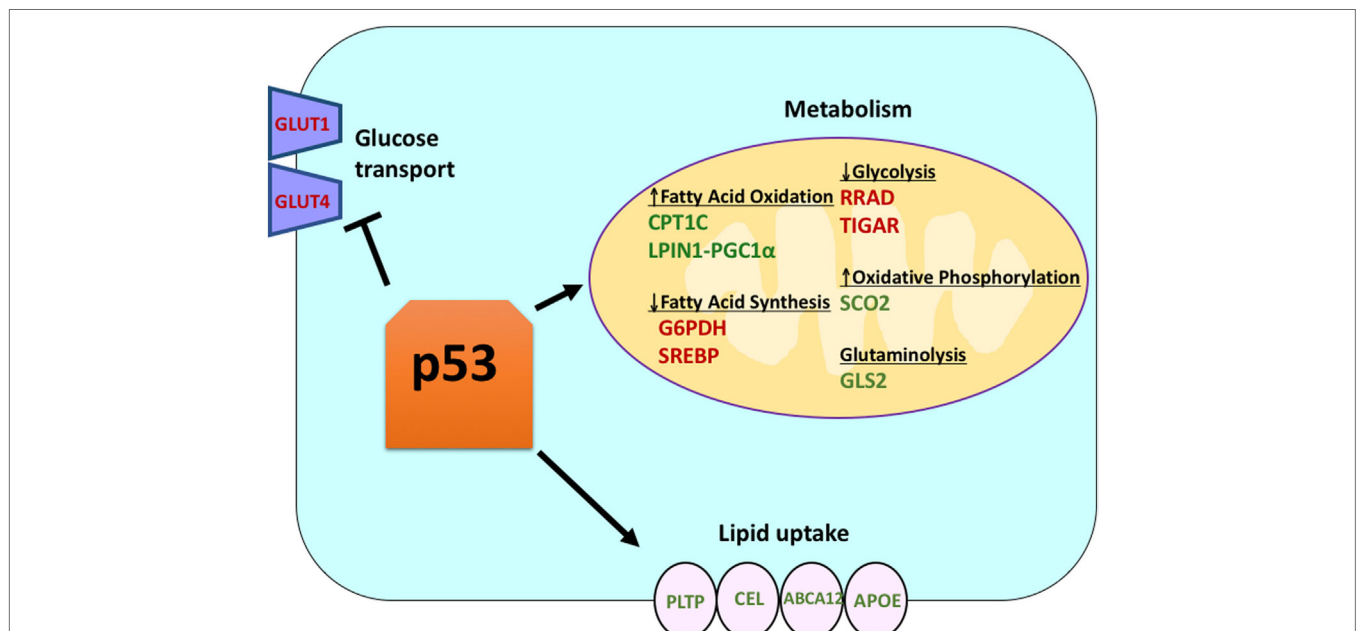 Metabolism
GLUT1
Glucose
transport
GLUT4
↑Fatty Acid Oxidation
CPT1C
LPIN1-PGC1α
↓Fatty Acid Synthesis
G6PDH
SREBP
↓Glycolysis
RRAD
TIGAR
↑Oxidative Phosphorylation
SCO2
Glutaminolysis
GLS2
p53
Lipid uptake
PLTP
CEL
ABCA12
APOE